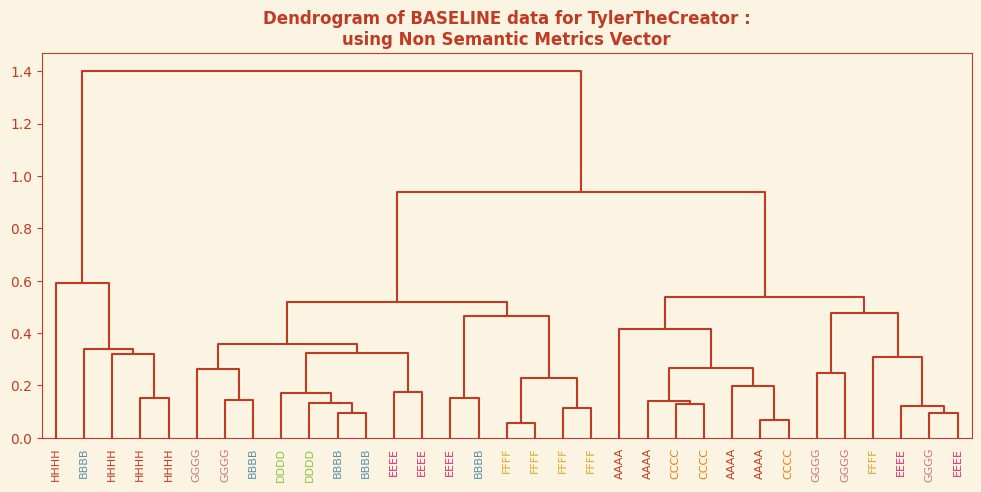 Dendrogram of BASELINE data for TylerTheCreator :
using Non Semantic Metrics Vector
1.4
1.2
1.0
0.8
0.6
0.4
0.2
0.0
HHHH BBBB HHHH HHHH HHHH GGGG GGGG BBBB DDDD DDDD BBBB BBBB EEEE EEEE EEEE BBBB FFFF FFFF FFFF FFFF AAAA AAAA CCCC CCCC AAAA AAAA CCCC GGGG GGGG FFFF EEEE GGGG EEEE